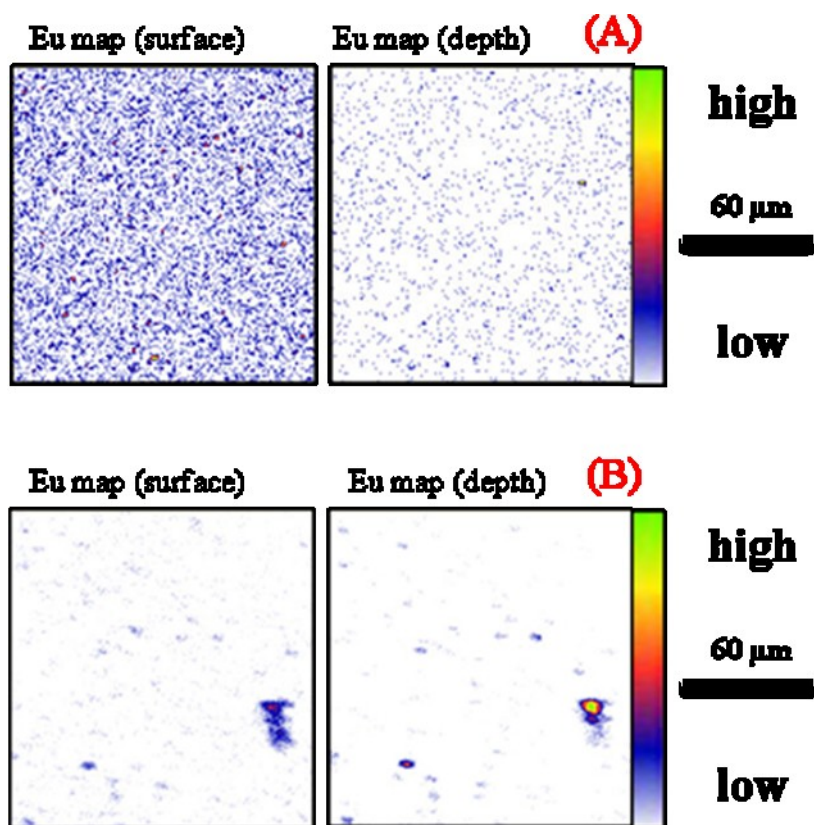 Eu map (surface) Eu map (depth) (A)
high
60 µm
low
Eu map (surface) Eu map (depth) (B)
high
60 µm
low